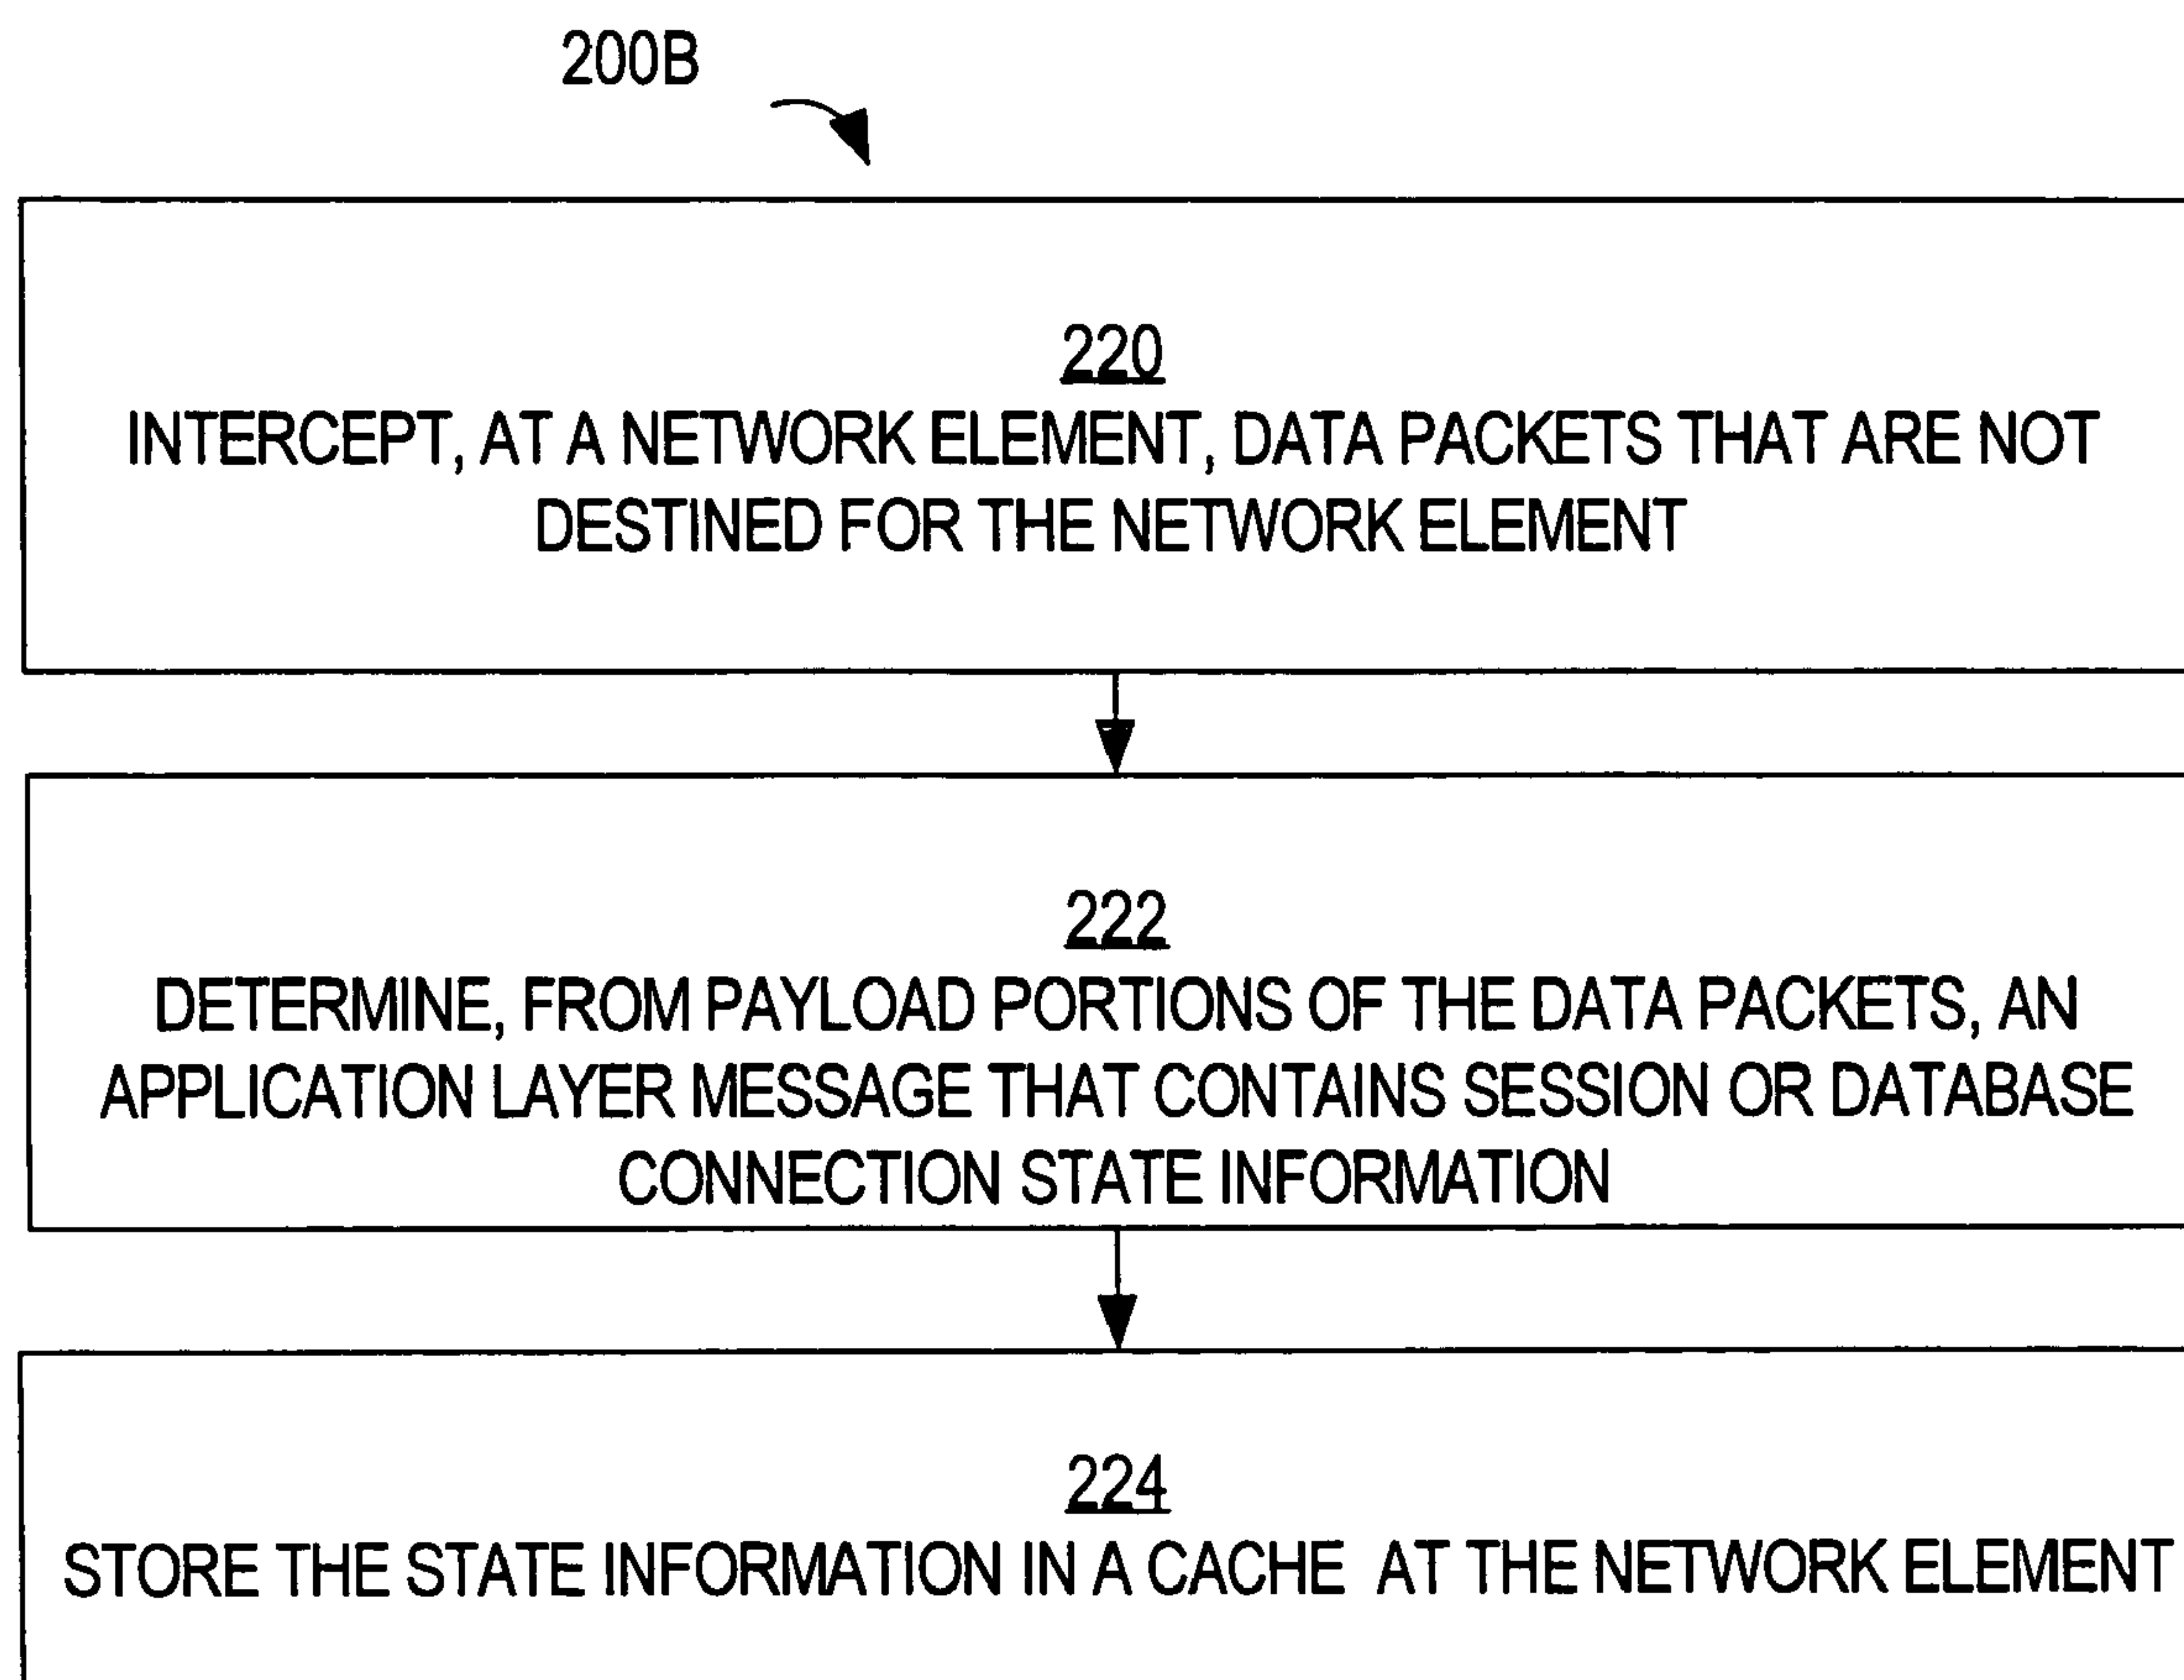 200B
220
INTERCEPT, AT A NETWORK ELEMENT, DATA PACKETS THAT ARE NOT
DESTINED FOR THE NETWORK ELEMENT
222
DETERMINE, FROM PAYLOAD PORTIONS OF THE DATA PACKETS, AN
APPLICATION LAYER MESSAGE THAT CONTAINS SESSION OR DATABASE
CONNECTION STATE INFORMATION
224
STORE THE STATE INFORMATION IN A CACHE AT THE NETWORK ELEMENT